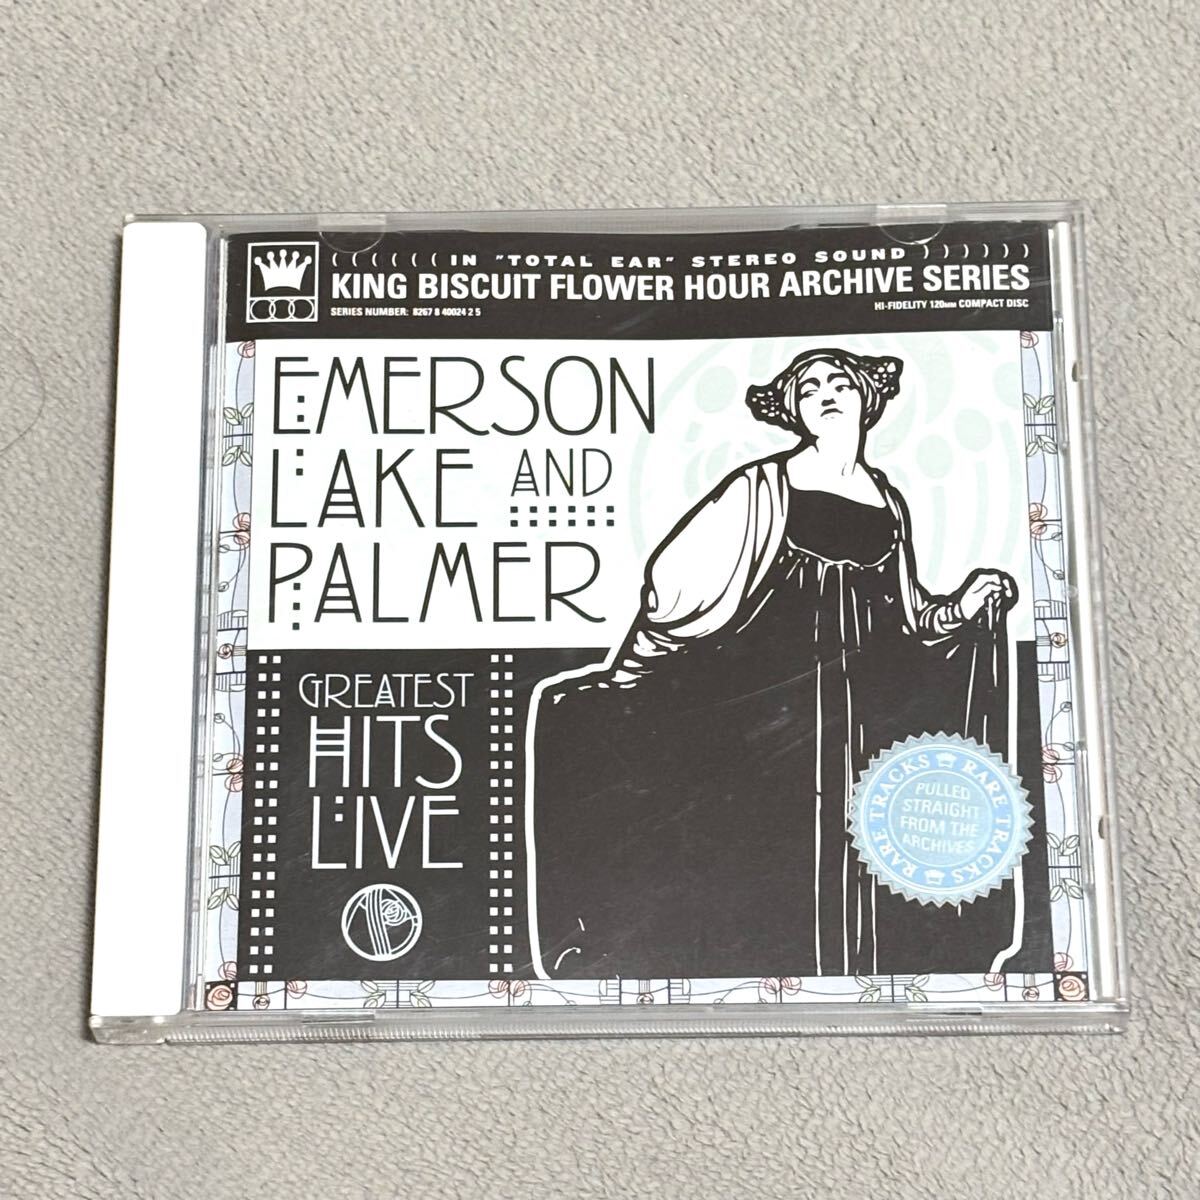 ( ( ( ( ( ( IN "TOTAL EAR" STEREO SOUND ) ) ) ) ) )
KING BISCUIT FLOWER HOUR ARCHIVE SERIES
SERIES NUMBER: 8267 8 40024 2 5
HI-FIDELITY 120MM COMPACT DISC
EMERSON
LAKE AND
PALMER
GREATEST
HITS
LIVE
RARE TRACKS
RARE TRACKS
PULLED
STRAIGHT
FROM THE
ARCHIVES